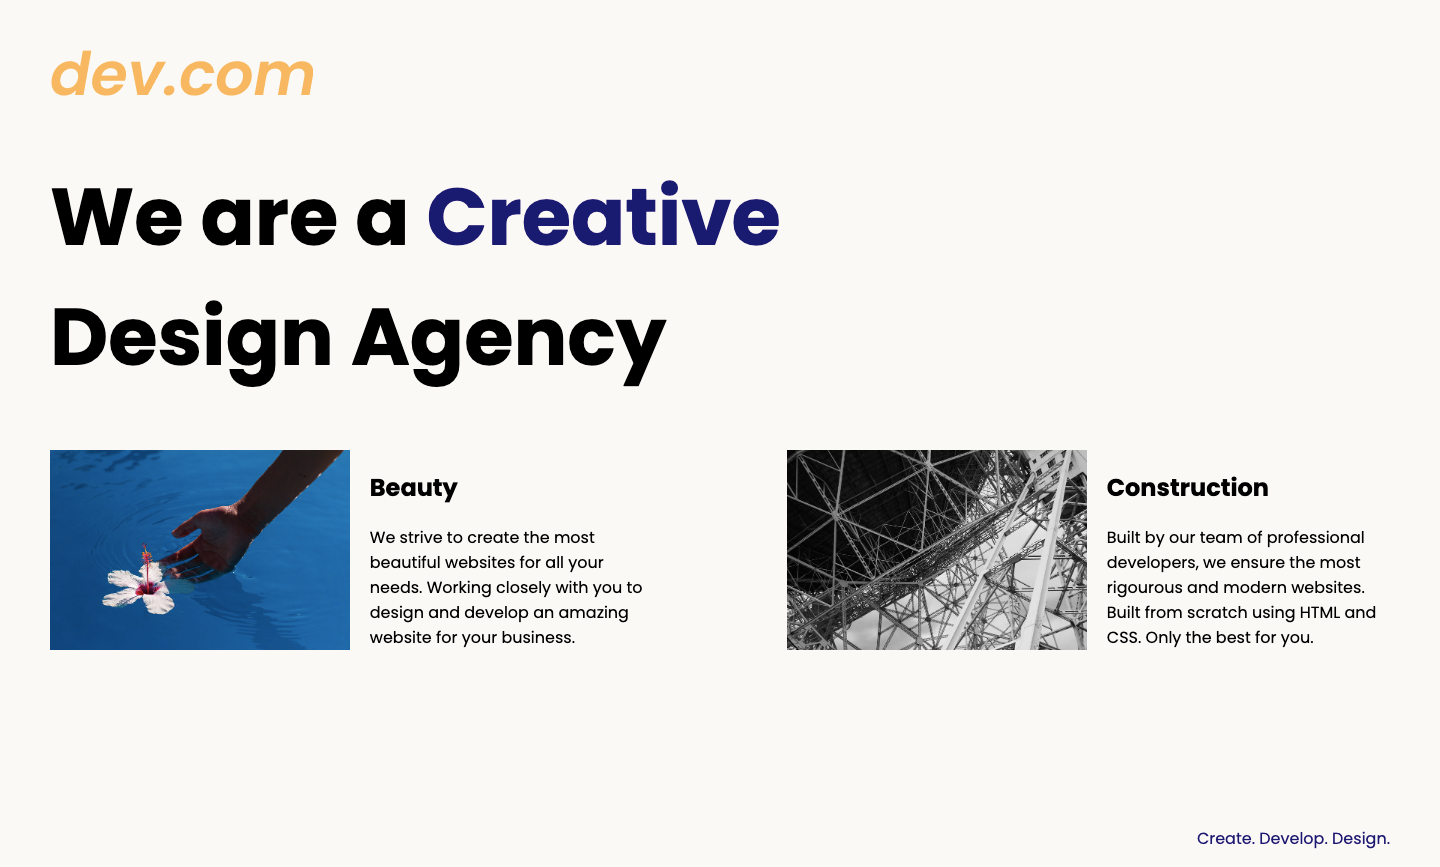 dev.com
We are a Creative
Design Agency
Beauty
We strive to create the most
beautiful websites for all your
needs. Working closely with you to
design and develop an amazing
website for your business.
Construction
Built by our team of professional
developers, we ensure the most
rigourous and modern websites.
Built from scratch using HTML and
CSS. Only the best for you.
Create. Develop. Design.